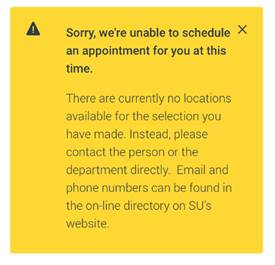 Sorry, we're unable to schedule
an appointment for you at this
time.
There are currently no locations
available for the selection you
have made. Instead, please
contact the person or the
department directly.  Email and
phone numbers can be found in
the on-line directory on SU's
website.